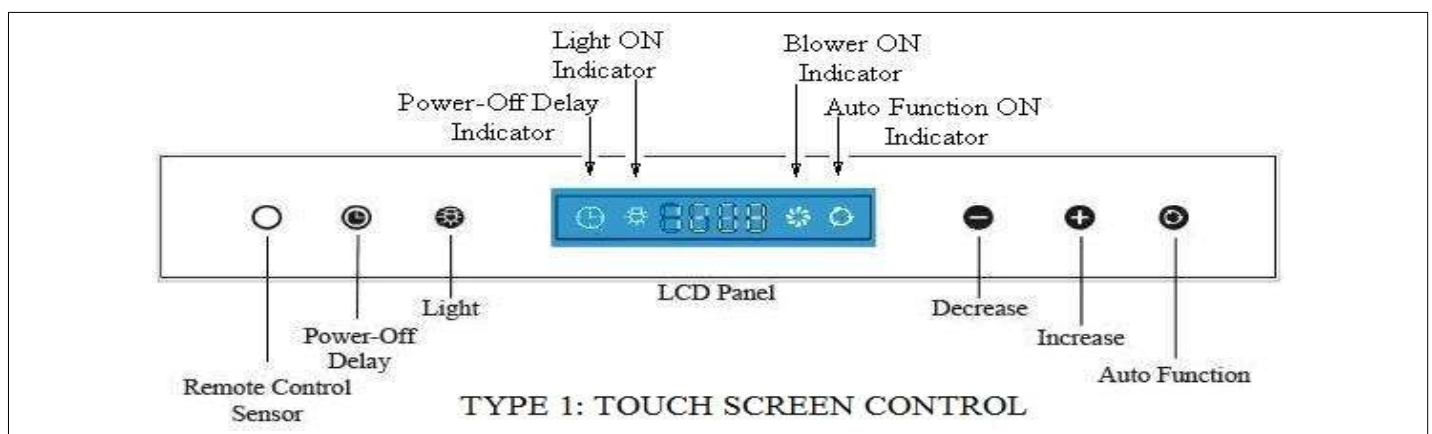 Light ON
Indicator
Blower ON
Indicator
Power-Off Delay
Indicator
Auto Function ON
Indicator
LCD Panel
Light
Decrease
Power-Off
Delay
Increase
Remote Control
Sensor
Auto Function
TYPE 1: TOUCH SCREEN CONTROL